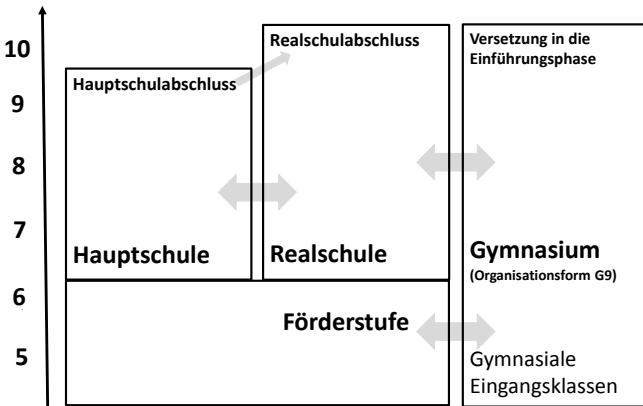 10
9
8
7
6
5
Hauptschulabschluss
Hauptschule
Realschulabschluss
Realschule
Förderstufe
Versetzung in die
Einführungsphase
Gymnasium
(Organisationsform G9)
Gymnasiale
Eingangsklassen